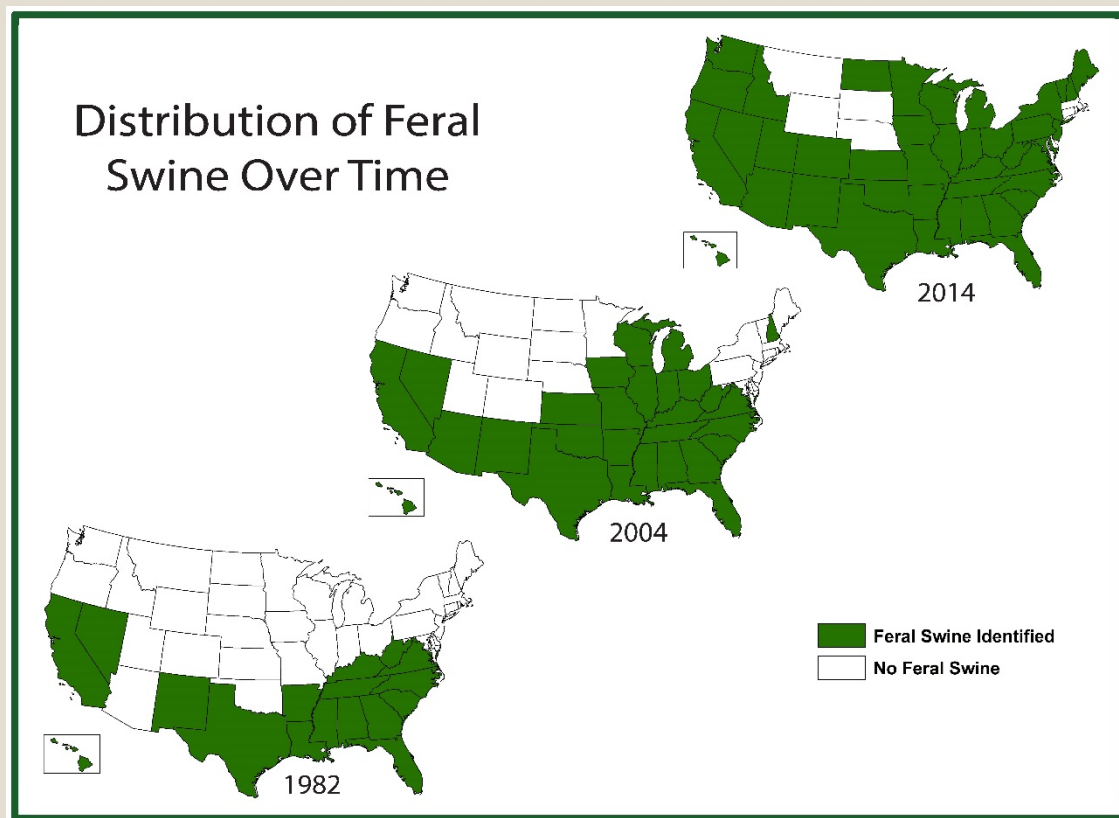 Distribution of Feral
Swine Over Time
2014
2004
Feral Swine Identified
No Feral Swine
1982